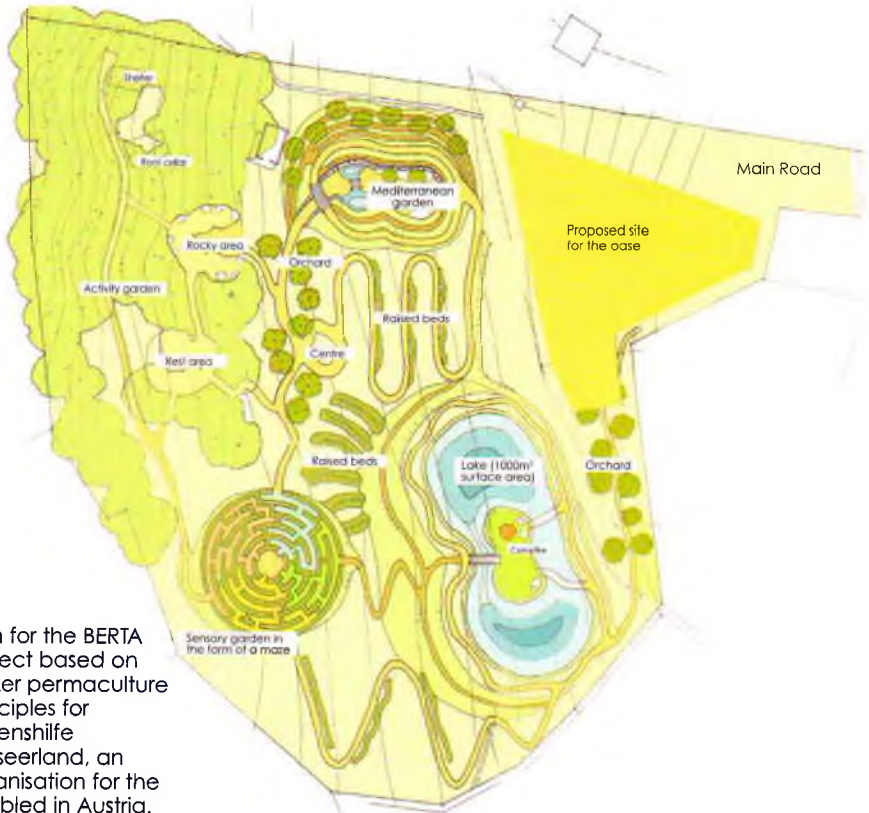 Shelter
Root cellar
Mediterranean
garden
Main Road
Proposed site
for the oase
Rocky area
Orchard
Activity garden
Raised beds
Rest area
Centre
Raised beds
Lake (1000m²
surface area)
Orchard
Campfire
Sensory garden in
the form of a maze
n for the BERTA
ect based on
er permaculture
ciples for
enshilfe
seerland, an
anisation for the
bled in Austria.